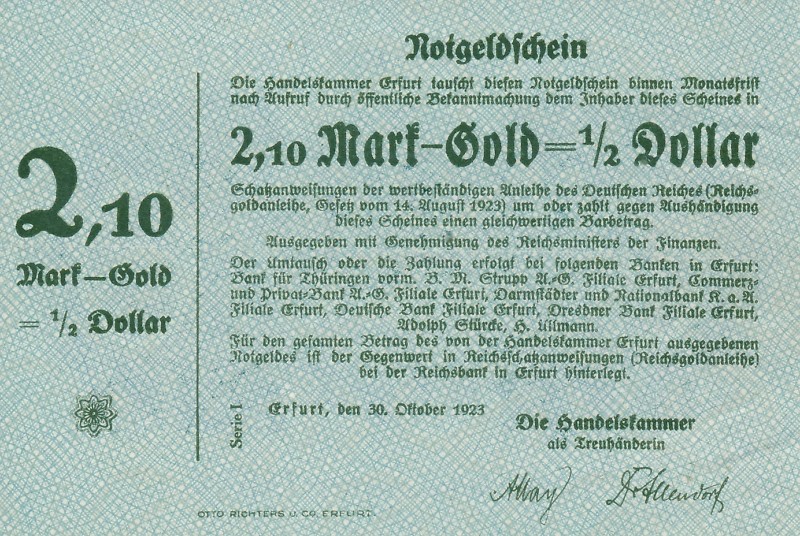 2,10
Mark—Gold
= 1/2 Dollar
Notgeldschein
Die Handelskammer Erfurt tauscht diesen Notgeldschein binnen Monatsfrist
nach Aufruf durch öffentliche Bekanntmachung dem Inhaber dieses Scheines in
2,10 Mark—Gold=1/2 Dollar
Schatzanweisungen der wertbeständigen Anleihe des Deutschen Reiches (Reichs-
goldanleihe, Gesetz vom 14. August 1923) um oder zahlt gegen Aushändigung
dieses Scheines einen gleichwertigen Barbetrag.
Ausgegeben mit Genehmigung des Reichsministers der Finanzen.
Der Umtausch oder die Zahlung erfolgt bei folgenden Banken in Erfurt:
Bank für Thüringen vorm. B. M. Strupp A.-G. Filiale Erfurt, Commerz-
und Privat-Bank A.-G. Filiale Erfurt, Darmstädter und Nationalbank K. a. A.
Filiale Erfurt, Deutsche Bank Filiale Erfurt, Dresdner Bank Filiale Erfurt,
Adolph Stürcke, H. Ullmann.
Für den gesamten Betrag des von der Handelskammer Erfurt ausgegebenen
Notgeldes ist der Gegenwert in Reichsschatzanweisungen (Reichsgoldanleihe)
bei der Reichsbank in Erfurt hinterlegt.
Serie I
Erfurt, den 30. Oktober 1923
Die Handelskammer
als Treuhänderin
OTTO RICHTERS U. CO. ERFURT.